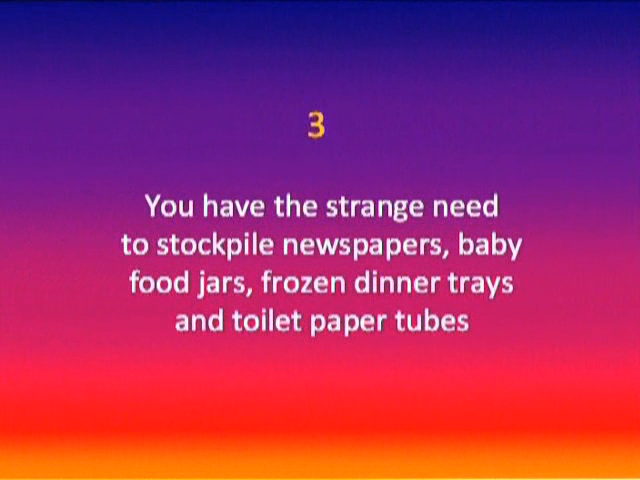 3
You have the strange need
to stockpile newspapers, baby
food jars, frozen dinner trays
and toilet paper tubes